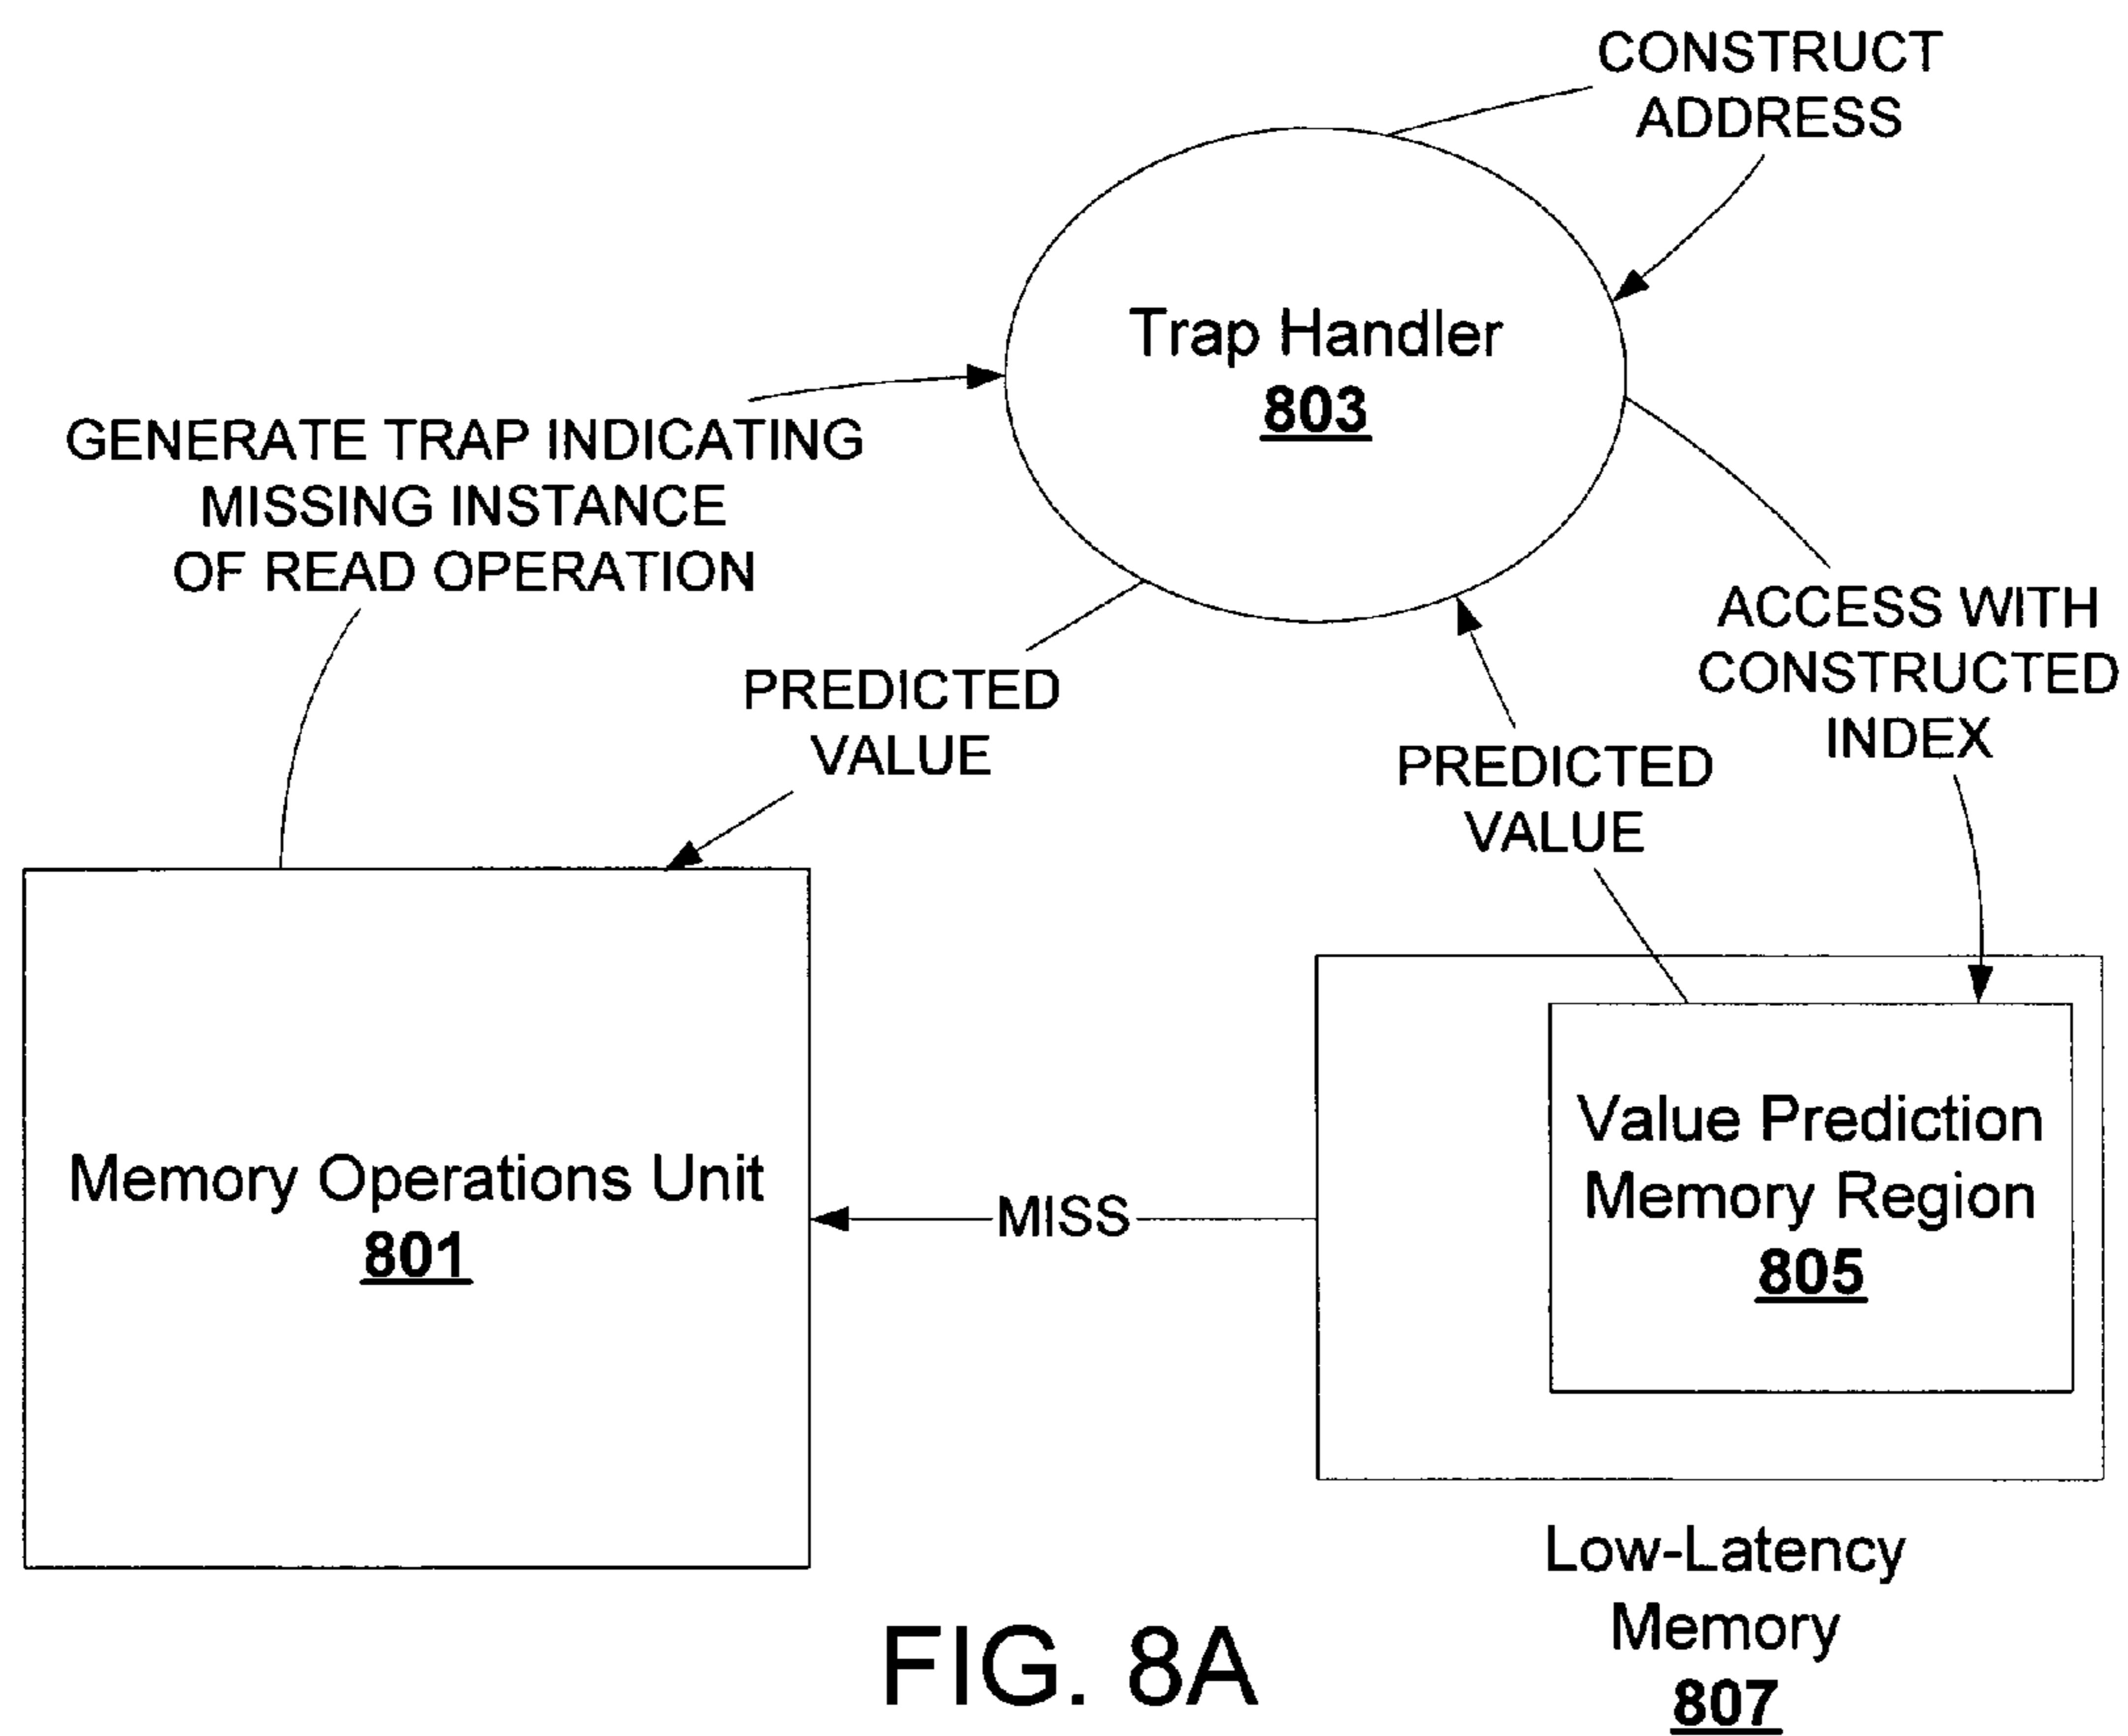 CONSTRUCT
ADDRESS
Trap Handler
803
GENERATE TRAP INDICATING
MISSING INSTANCE
OF READ OPERATION
PREDICTED
VALUE
ACCESS WITH
CONSTRUCTED
INDEX
PREDICTED
VALUE
Memory Operations Unit
801
MISS
Value Prediction
Memory Region
805
Low-Latency
Memory
807
FIG. 8A